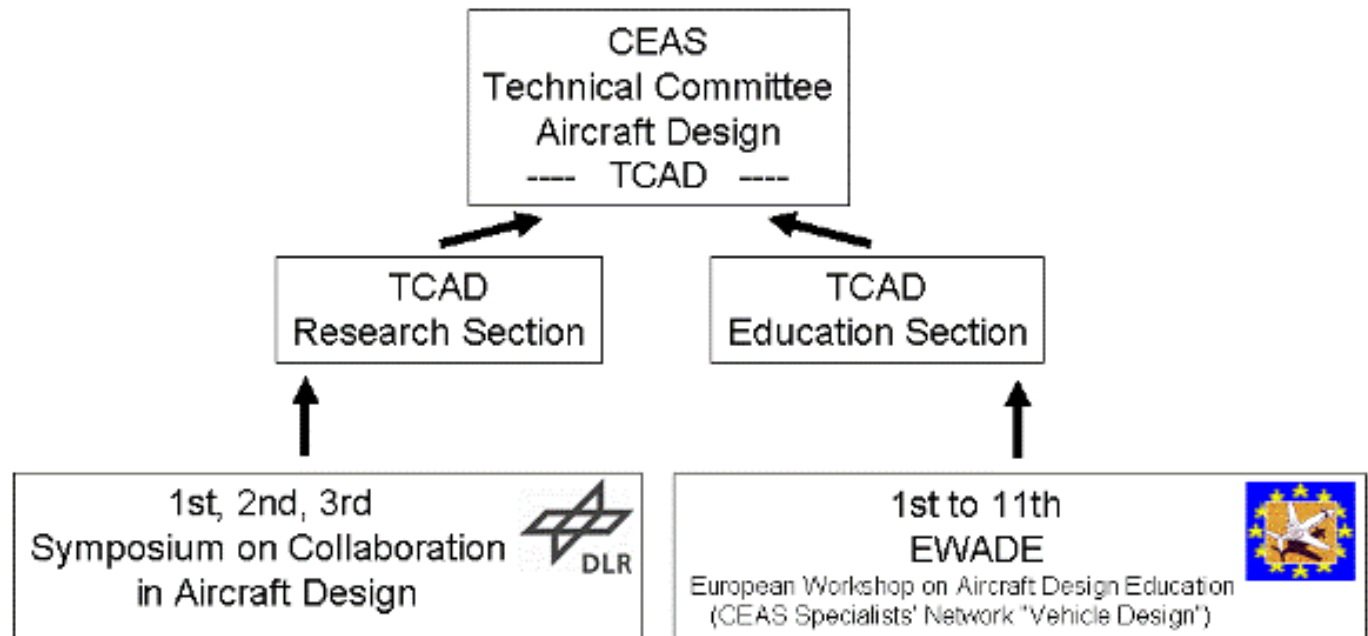 CEAS
Technical Committee
Aircraft Design
---- TCAD ----
TCAD
Research Section
TCAD
Education Section
1st, 2nd, 3rd
Symposium on Collaboration
in Aircraft Design
DLR
1st to 11th
EWADE
European Workshop on Aircraft Design Education
(CEAS Specialists' Network "Vehicle Design")